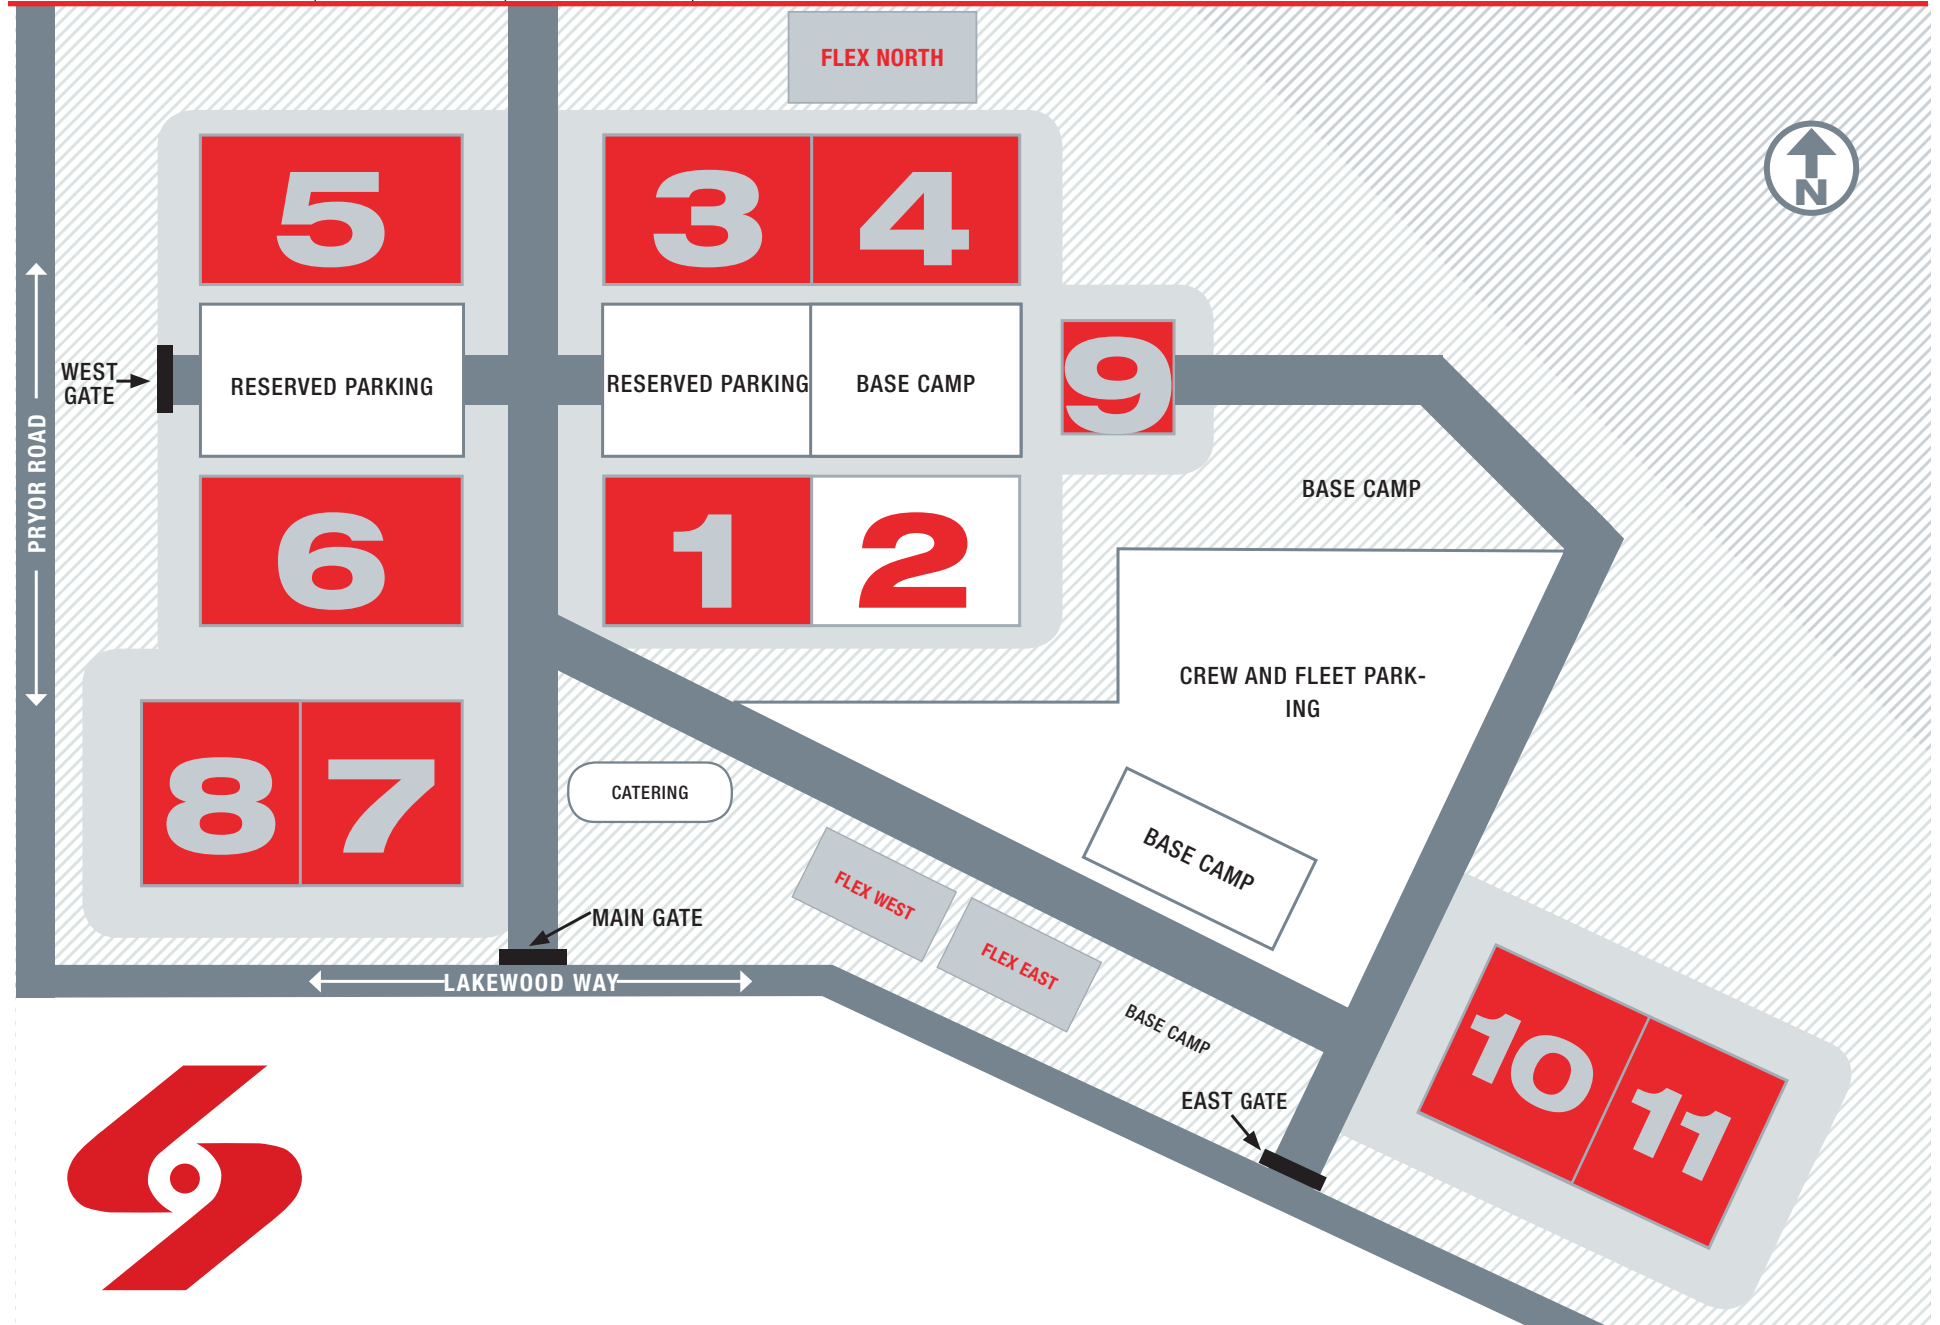 FLEX NORTH
5
3
4
N
WEST
GATE
RESERVED PARKING
RESERVED PARKING
BASE CAMP
9
PRYOR ROAD
BASE CAMP
6
1
2
CREW AND FLEET PARK-
ING
8
7
CATERING
BASE CAMP
FLEX WEST
MAIN GATE
FLEX EAST
LAKEWOOD WAY
BASE CAMP
10
11
EAST GATE